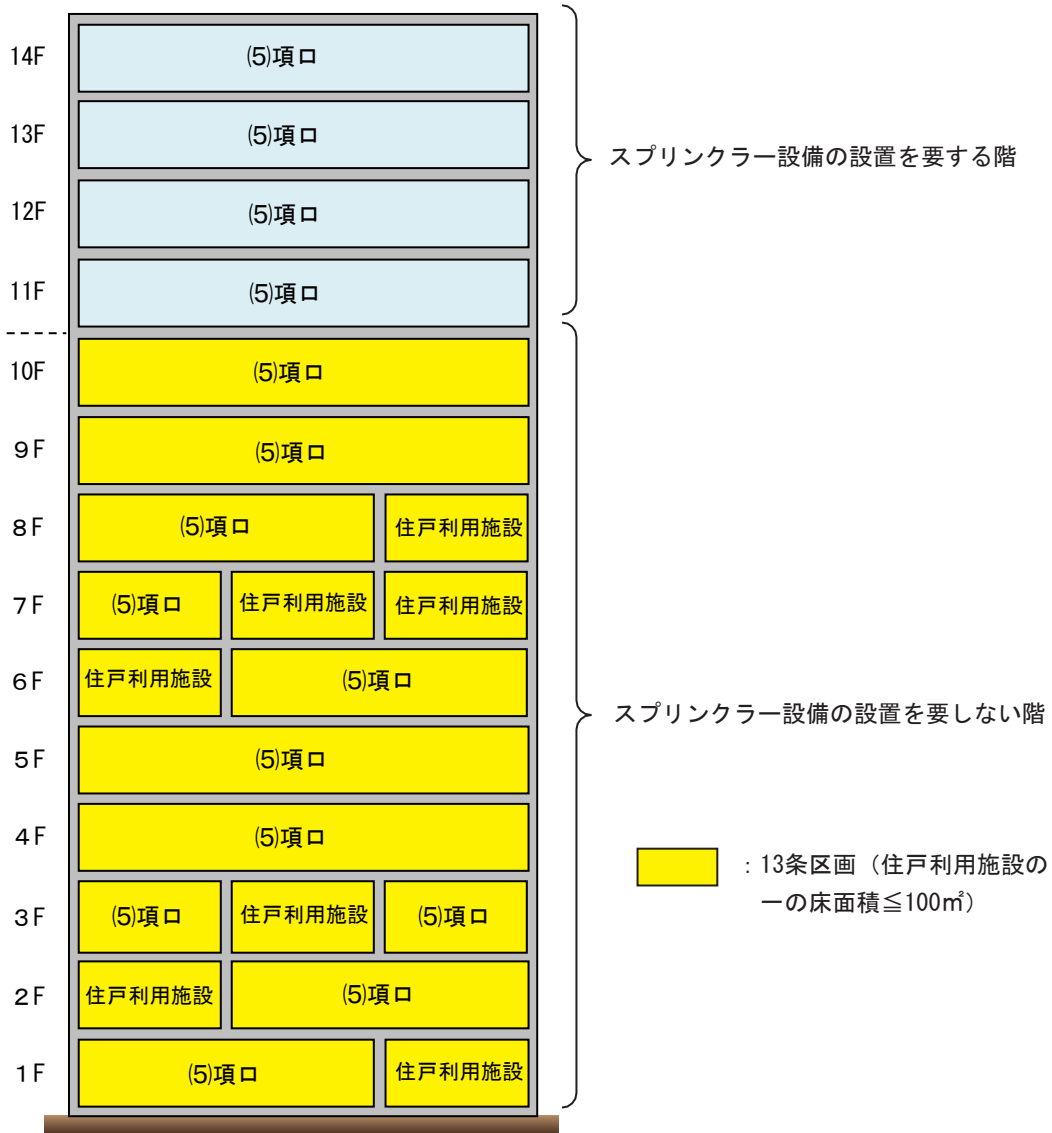 14F
⑸項ロ
13F
⑸項ロ
スプリンクラー設備の設置を要する階
12F
⑸項ロ
11F
⑸項ロ
10F
⑸項ロ
９F
⑸項ロ
８F
⑸項ロ
住戸利用施設
７F
⑸項ロ
住戸利用施設
住戸利用施設
６F
住戸利用施設
⑸項ロ
スプリンクラー設備の設置を要しない階
５F
⑸項ロ
４F
⑸項ロ
：13条区画（住戸利用施設の
一の床面積≦100㎡）
３F
⑸項ロ
住戸利用施設
⑸項ロ
２F
住戸利用施設
⑸項ロ
１F
⑸項ロ
住戸利用施設